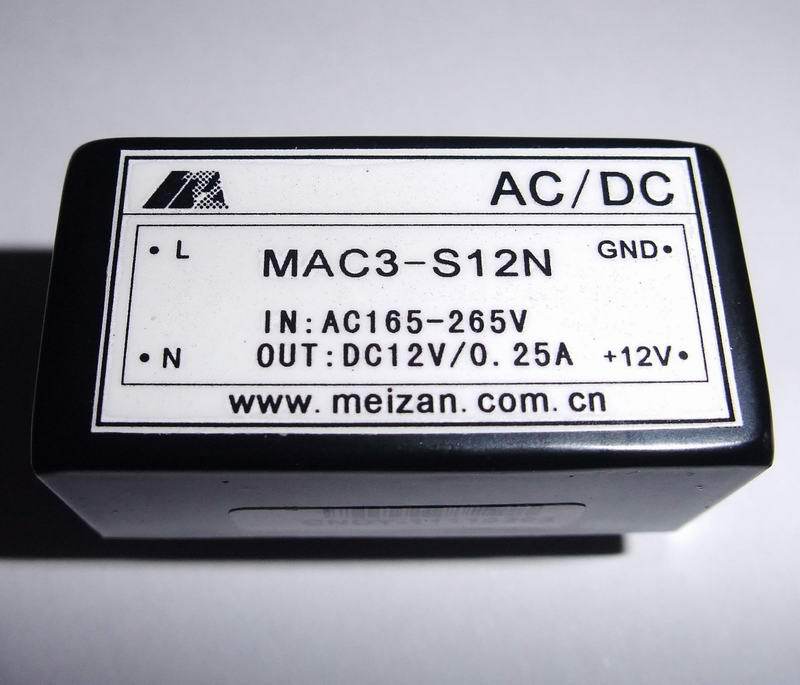 AC/DC
• L GND •
MAC3-S12N
IN:AC165-265V
OUT:DC12V/0.25A
• N +12V •
www.meizan.com.cn